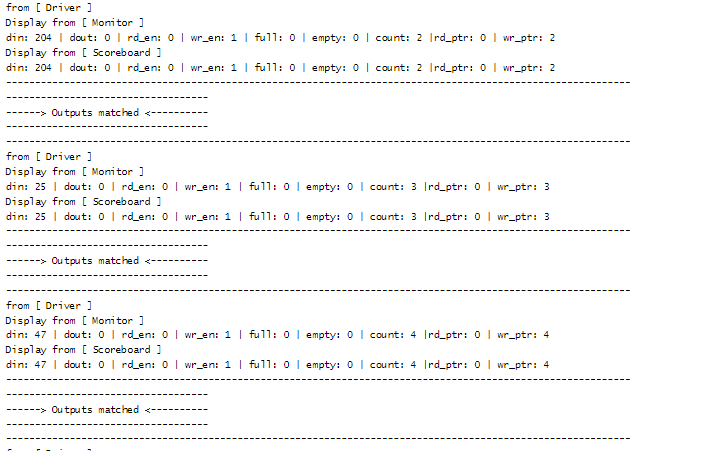 from [ Driver ]
Display from [ Monitor ]
din: 204 | dout: 0 | rd_en: 0 | wr_en: 1 | full: 0 | empty: 0 | count: 2 |rd_ptr: 0 | wr_ptr: 2
Display from [ Scoreboard ]
din: 204 | dout: 0 | rd_en: 0 | wr_en: 1 | full: 0 | empty: 0 | count: 2 |rd_ptr: 0 | wr_ptr: 2
------------------------------------------------------------------------------------------------------------
-----------------------------------
------> Outputs matched <----------
-----------------------------------
------------------------------------------------------------------------------------------------------------
from [ Driver ]
Display from [ Monitor ]
din: 25 | dout: 0 | rd_en: 0 | wr_en: 1 | full: 0 | empty: 0 | count: 3 |rd_ptr: 0 | wr_ptr: 3
Display from [ Scoreboard ]
din: 25 | dout: 0 | rd_en: 0 | wr_en: 1 | full: 0 | empty: 0 | count: 3 |rd_ptr: 0 | wr_ptr: 3
------------------------------------------------------------------------------------------------------------
-----------------------------------
------> Outputs matched <----------
-----------------------------------
------------------------------------------------------------------------------------------------------------
from [ Driver ]
Display from [ Monitor ]
din: 47 | dout: 0 | rd_en: 0 | wr_en: 1 | full: 0 | empty: 0 | count: 4 |rd_ptr: 0 | wr_ptr: 4
Display from [ Scoreboard ]
din: 47 | dout: 0 | rd_en: 0 | wr_en: 1 | full: 0 | empty: 0 | count: 4 |rd_ptr: 0 | wr_ptr: 4
------------------------------------------------------------------------------------------------------------
-----------------------------------
------> Outputs matched <----------
-----------------------------------
------------------------------------------------------------------------------------------------------------